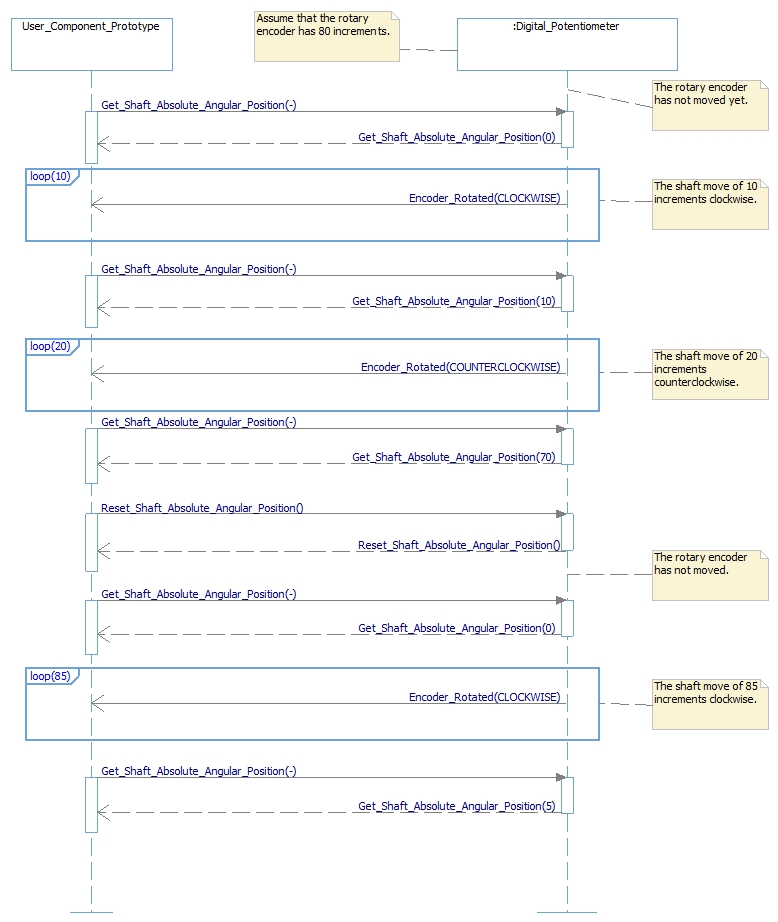 User_Component_Prototype
Assume that the rotary
encoder has 80 increments.
:Digital_Potentiometer
The rotary encoder
has not moved yet.
Get_Shaft_Absolute_Angular_Position(-)
Get_Shaft_Absolute_Angular_Position(0)
loop(10)
Encoder_Rotated(CLOCKWISE)
The shaft move of 10
increments clockwise.
Get_Shaft_Absolute_Angular_Position(-)
Get_Shaft_Absolute_Angular_Position(10)
loop(20)
Encoder_Rotated(COUNTERCLOCKWISE)
The shaft move of 20
increments
counterclockwise.
Get_Shaft_Absolute_Angular_Position(-)
Get_Shaft_Absolute_Angular_Position(70)
Reset_Shaft_Absolute_Angular_Position()
Reset_Shaft_Absolute_Angular_Position()
The rotary encoder
has not moved.
Get_Shaft_Absolute_Angular_Position(-)
Get_Shaft_Absolute_Angular_Position(0)
loop(85)
Encoder_Rotated(CLOCKWISE)
The shaft move of 85
increments clockwise.
Get_Shaft_Absolute_Angular_Position(-)
Get_Shaft_Absolute_Angular_Position(5)